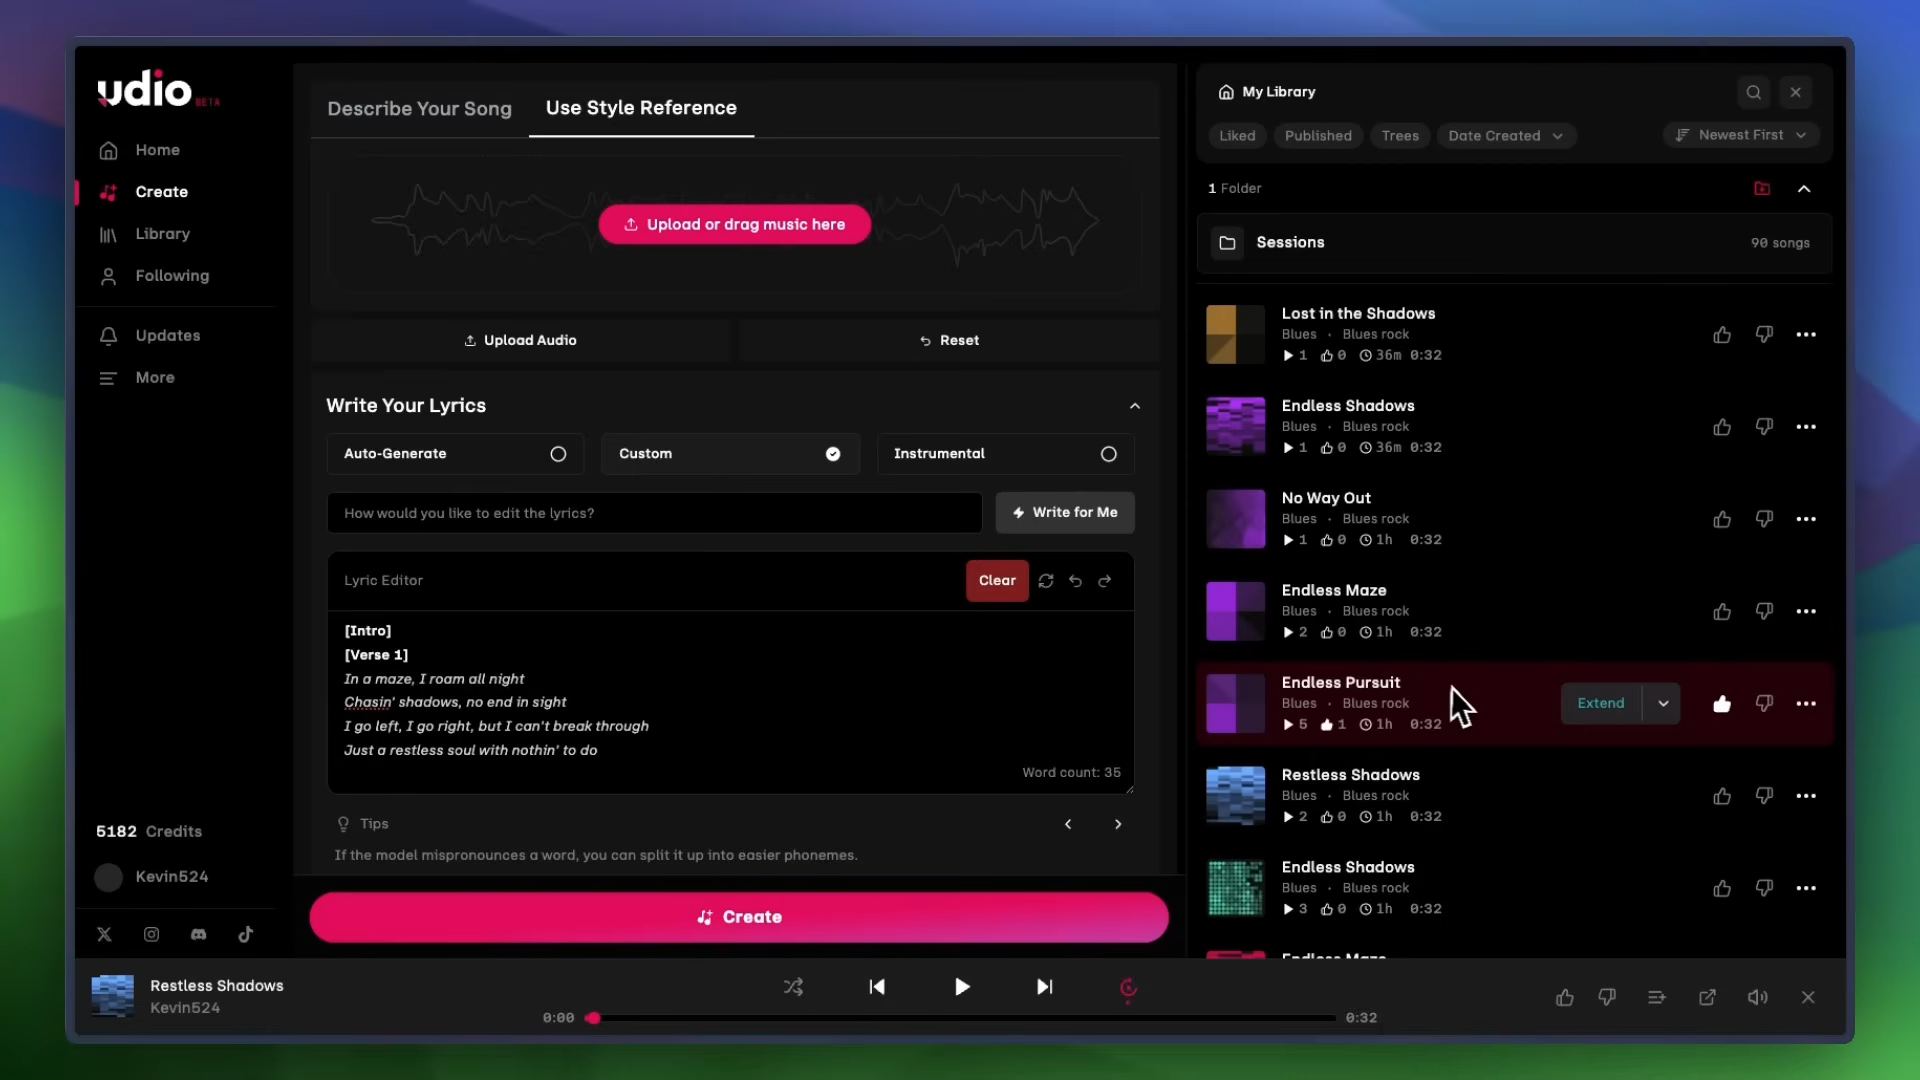 udio BETA
Home
Create
Library
Following
Updates
More
5182 Credits
Kevin524
Describe Your Song
Use Style Reference
Upload or drag music here
Upload Audio
Reset
Write Your Lyrics
Auto-Generate
Custom
Instrumental
How would you like to edit the lyrics?
Write for Me
Lyric Editor
Clear
[Intro]
[Verse 1]
In a maze, I roam all night
Chasin' shadows, no end in sight
I go left, I go right, but I can't break through
Just a restless soul with nothin' to do
Word count: 35
Tips
If the model mispronounces a word, you can split it up into easier phonemes.
Create
My Library
Liked
Published
Trees
Date Created
Newest First
1 Folder
Sessions
90 songs
Lost in the Shadows
Blues · Blues rock
1 0 36m 0:32
Endless Shadows
Blues · Blues rock
1 0 36m 0:32
No Way Out
Blues · Blues rock
1 0 1h 0:32
Endless Maze
Blues · Blues rock
2 0 1h 0:32
Endless Pursuit
Blues · Blues rock
5 1 1h 0:32
Extend
Restless Shadows
Blues · Blues rock
2 0 1h 0:32
Endless Shadows
Blues · Blues rock
3 0 1h 0:32
Endless Maze
Restless Shadows
Kevin524
0:00
0:32